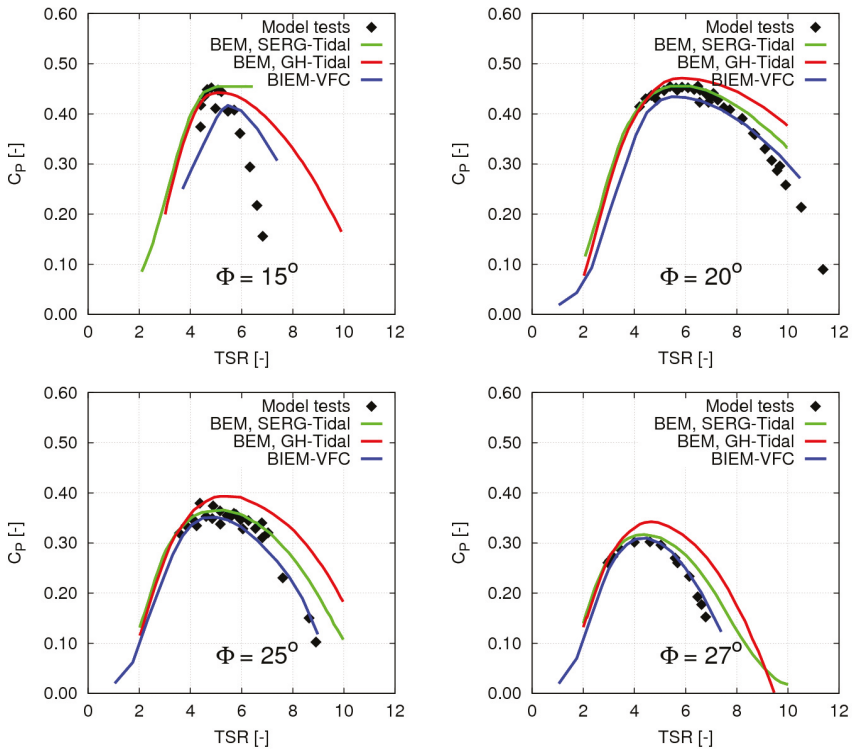 0.60
0.50
0.40
0.30
0.20
0.10
0.00
C_P [-]
0 2 4 6 8 10 12
TSR [-]
Model tests
BEM, SERG-Tidal
BEM, GH-Tidal
BIEM-VFC
Φ = 15°
0.60
0.50
0.40
0.30
0.20
0.10
0.00
C_P [-]
0 2 4 6 8 10 12
TSR [-]
Model tests
BEM, SERG-Tidal
BEM, GH-Tidal
BIEM-VFC
Φ = 20°
0.60
0.50
0.40
0.30
0.20
0.10
0.00
C_P [-]
0 2 4 6 8 10 12
TSR [-]
Model tests
BEM, SERG-Tidal
BEM, GH-Tidal
BIEM-VFC
Φ = 25°
0.60
0.50
0.40
0.30
0.20
0.10
0.00
C_P [-]
0 2 4 6 8 10 12
TSR [-]
Model tests
BEM, SERG-Tidal
BEM, GH-Tidal
BIEM-VFC
Φ = 27°